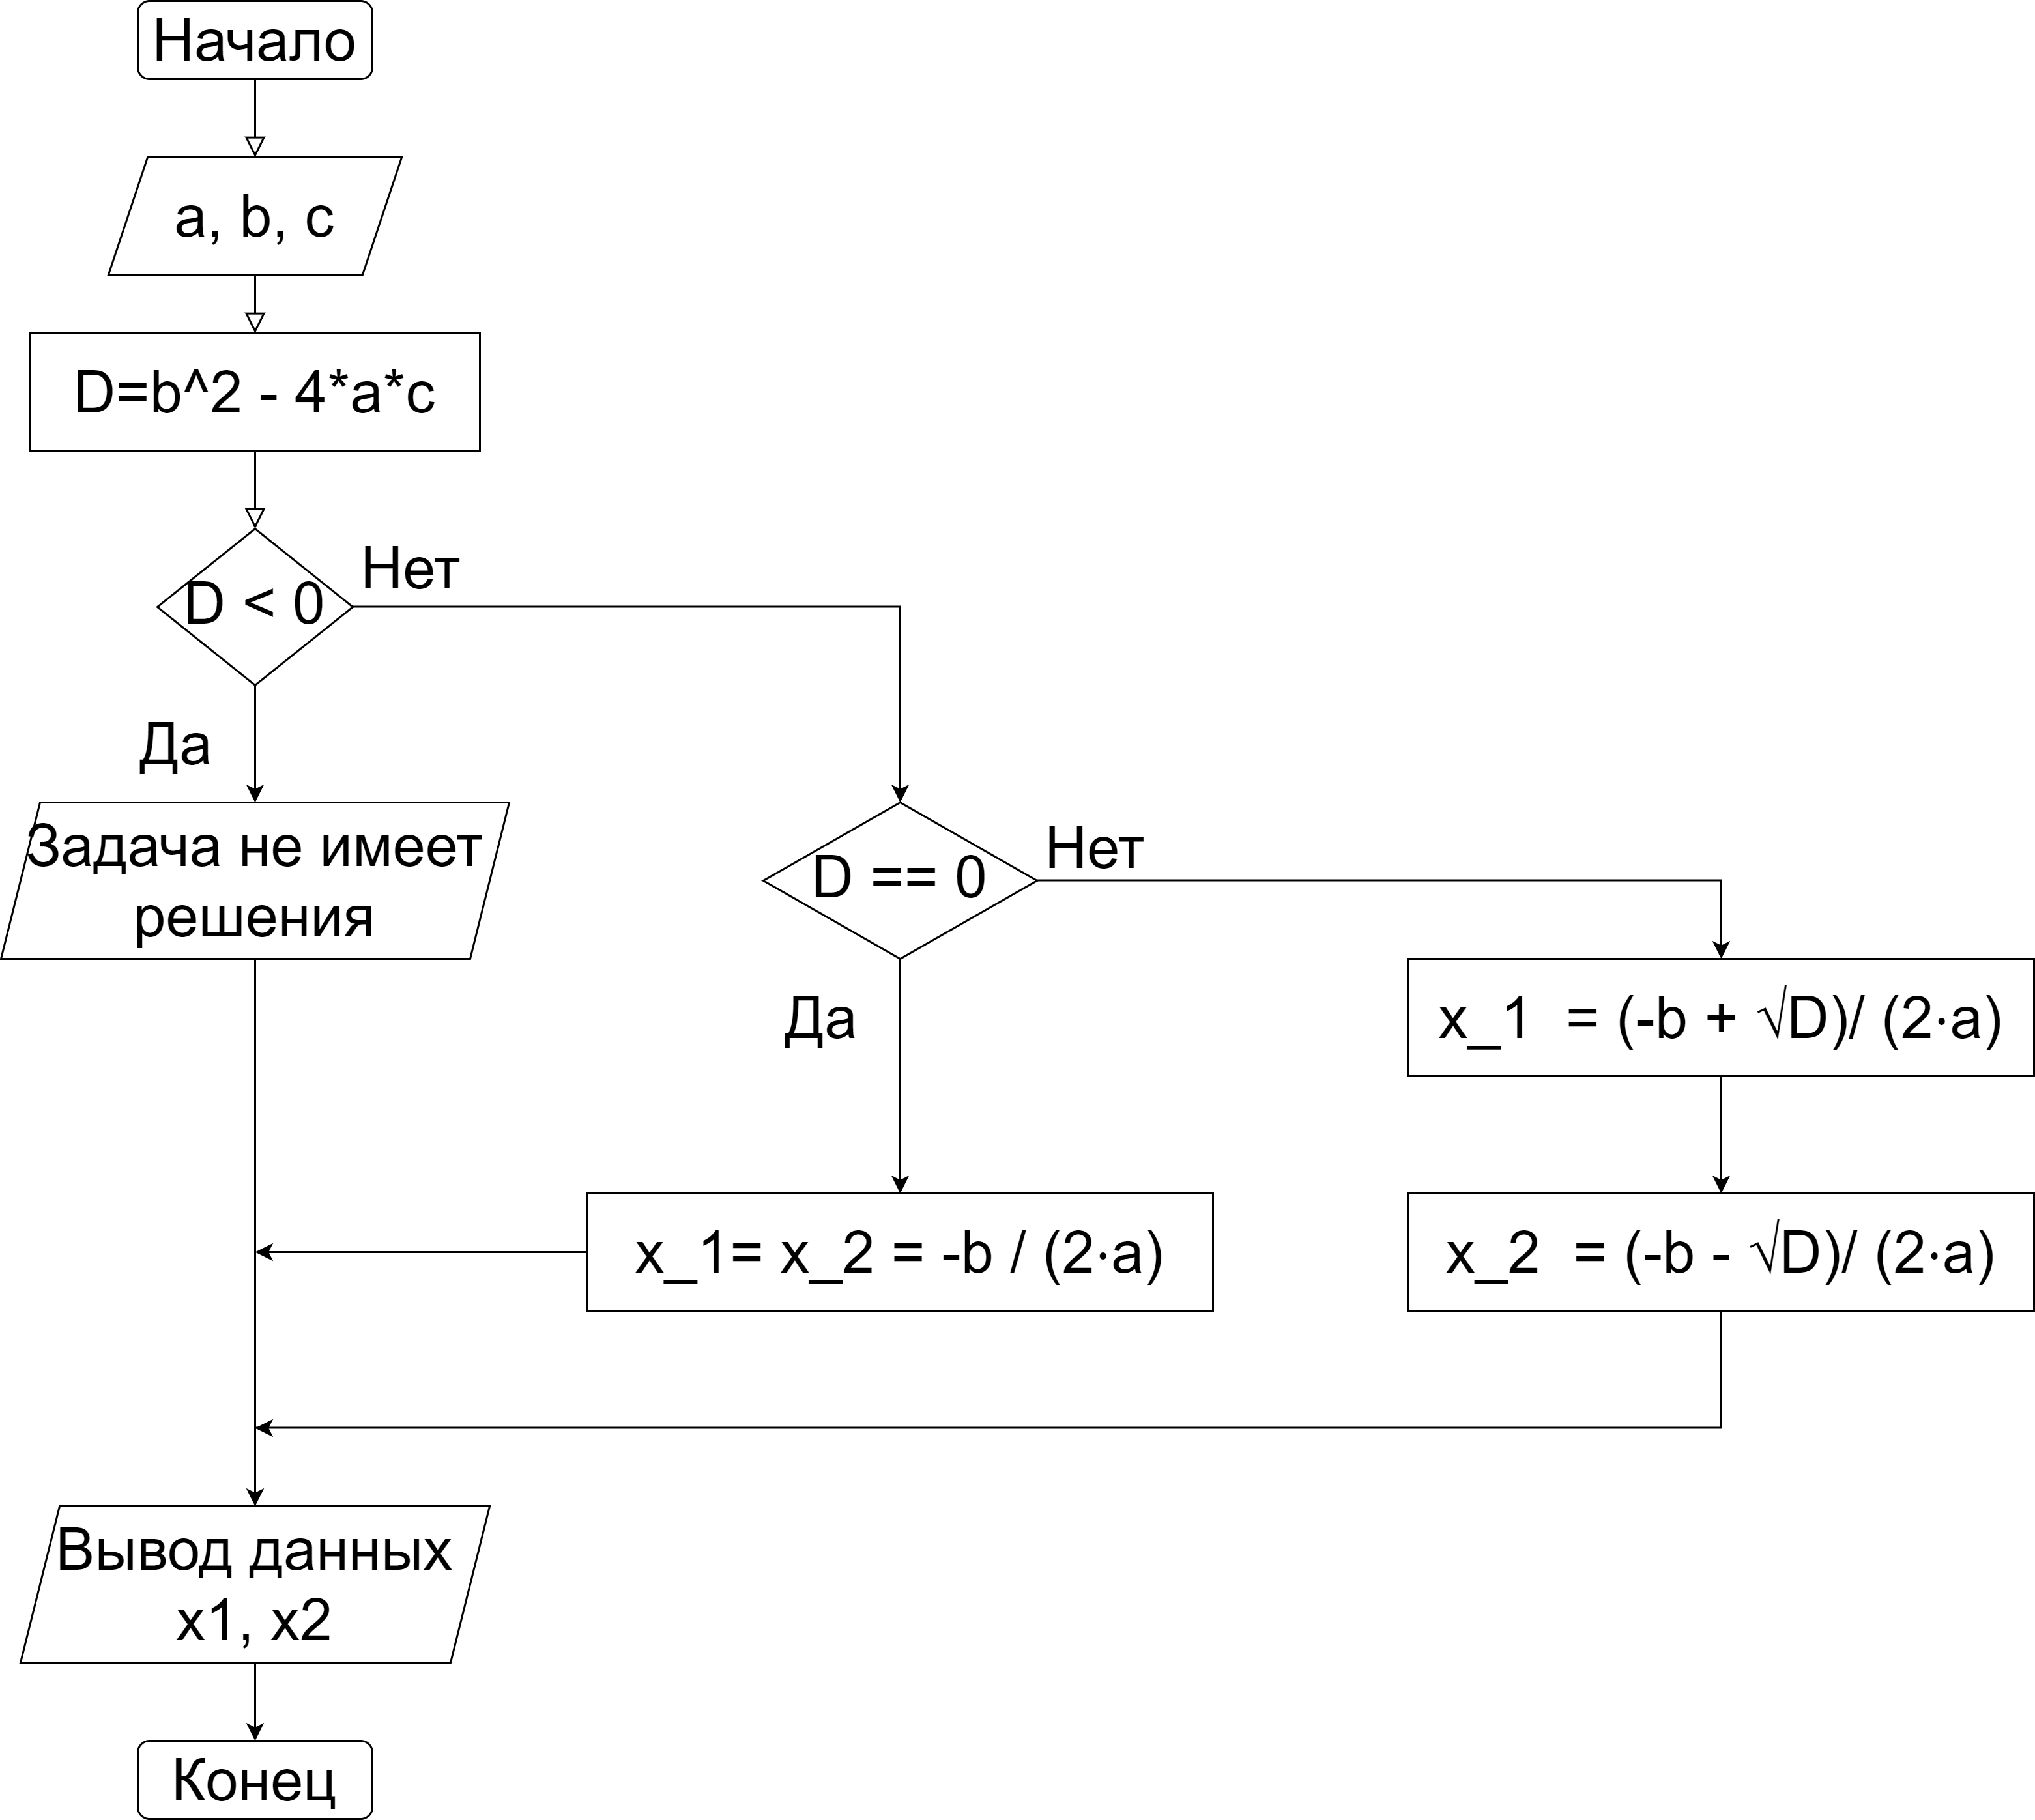 Начало
a, b, c
D=b^2 - 4*a*c
D < 0
Нет
Да
Задача не имеет
решения
D == 0
Нет
Да
x_1  = (-b + √D)/ (2·a)
x_1= x_2 = -b / (2·a)
x_2  = (-b - √D)/ (2·a)
Вывод данных
x1, x2
Конец